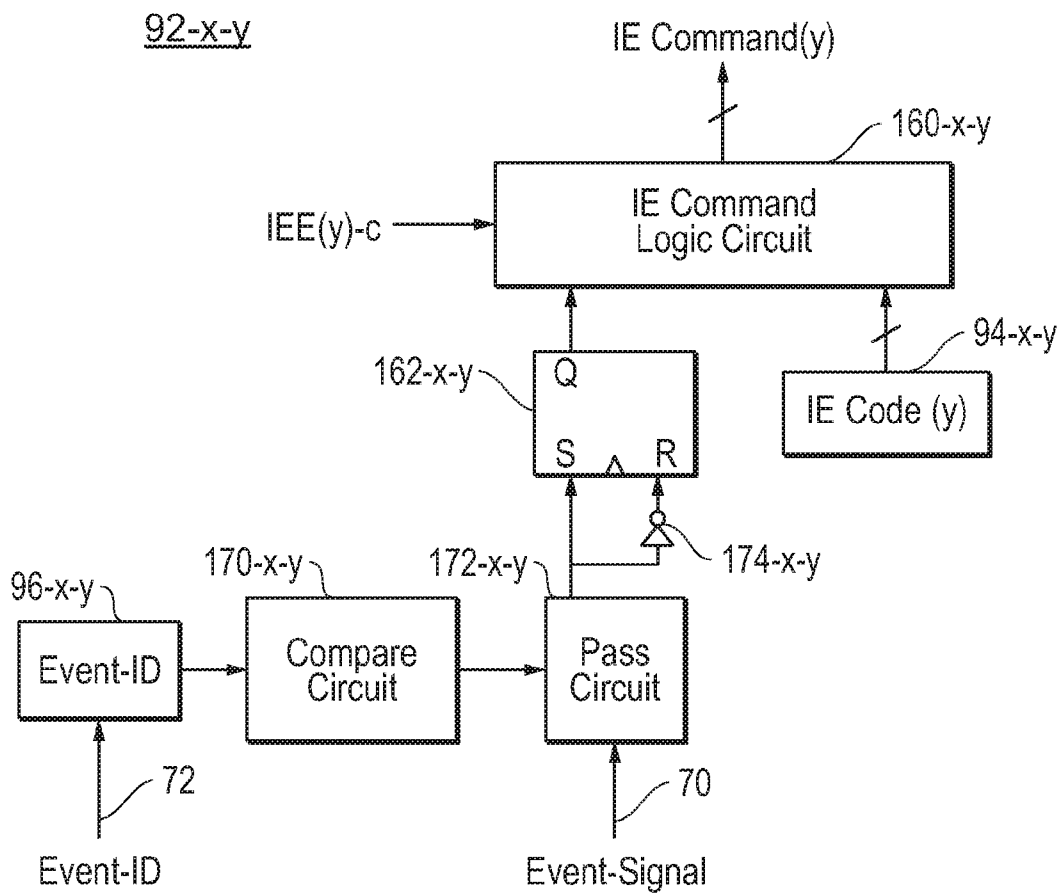 92-x-y
IE Command(y)
160-x-y
IEE(y)-c
IE Command
Logic Circuit
94-x-y
162-x-y
Q
IE Code (y)
S
R
174-x-y
170-x-y
172-x-y
96-x-y
Event-ID
Compare
Circuit
Pass
Circuit
72
70
Event-ID
Event-Signal